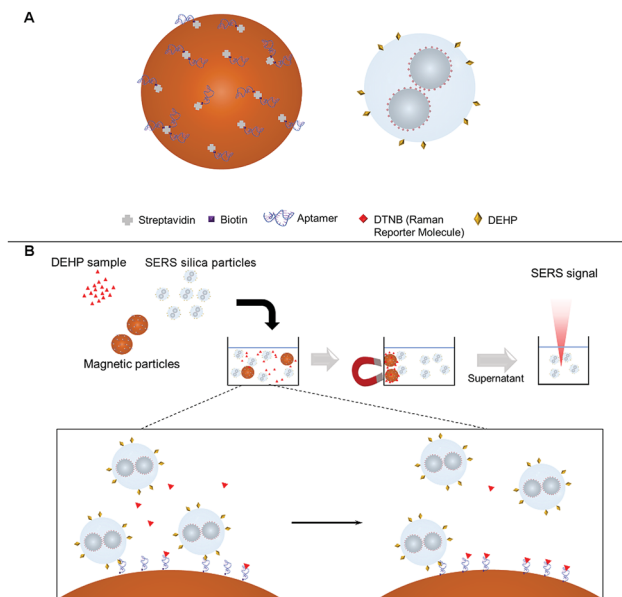 A
Streptavidin
Biotin
Aptamer
DTNB (Raman
Reporter Molecule)
DEHP
B
DEHP sample
SERS silica particles
SERS signal
Magnetic particles
Supernatant